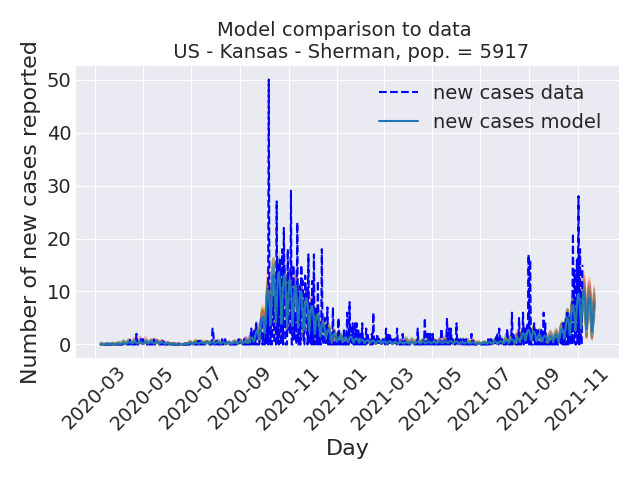 Model comparison to data
US - Kansas - Sherman, pop. = 5917
Number of new cases reported
50
40
30
20
10
0
new cases data
new cases model
2020-03
2020-05
2020-07
2020-09
2020-11
2021-01
2021-03
2021-05
2021-07
2021-09
2021-11
Day